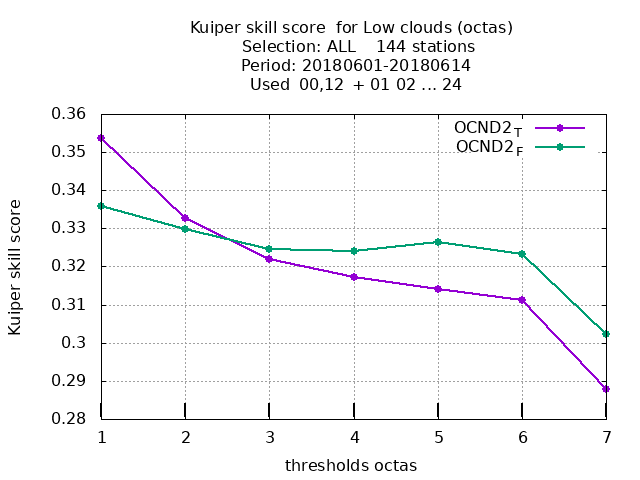 Kuiper skill score  for Low clouds (octas)
Selection: ALL    144 stations
Period: 20180601-20180614
Used  00,12  + 01 02 ... 24
OCND2T
OCND2F
0.36
0.35
0.34
0.33
0.32
0.31
0.3
0.29
0.28
Kuiper skill score
1 2 3 4 5 6 7
thresholds octas